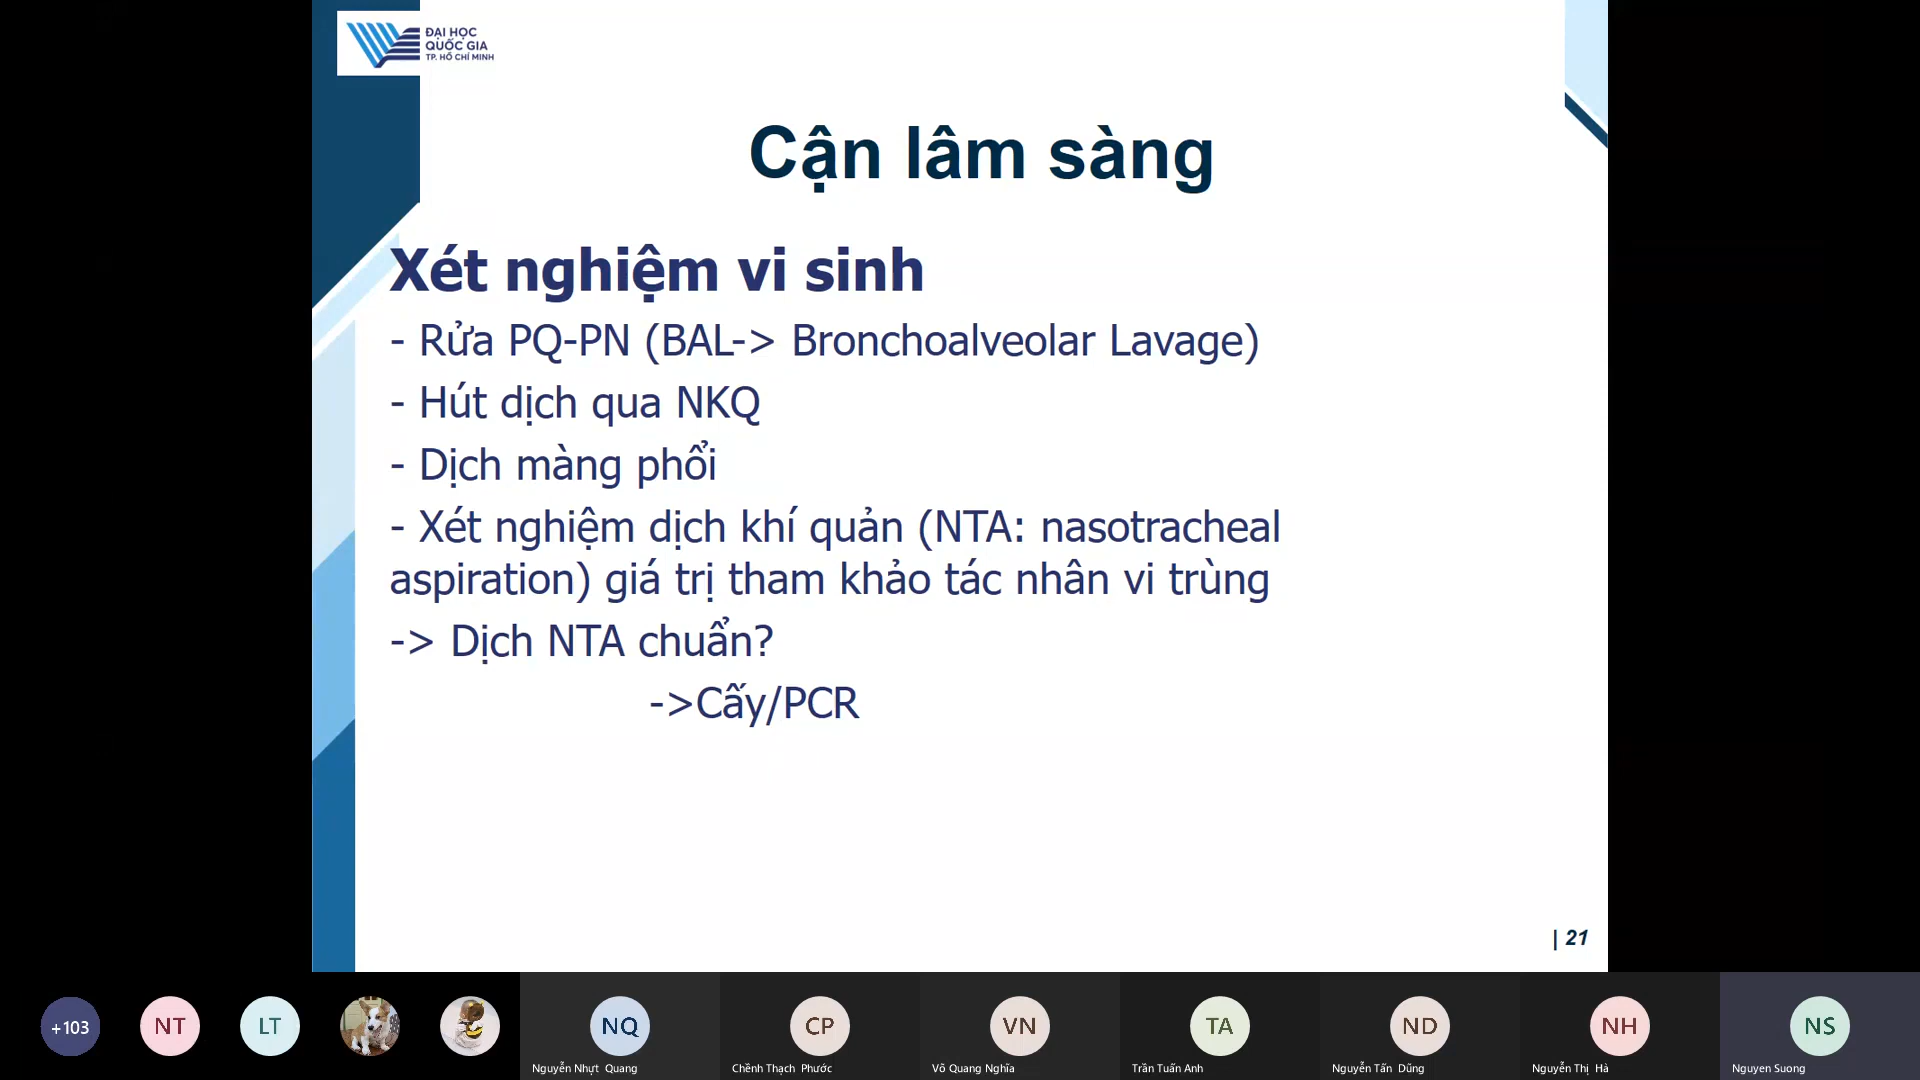 ĐẠI HỌC
QUỐC GIA
TP. HỒ CHÍ MINH
Cận lâm sàng
Xét nghiệm vi sinh
- Rửa PQ-PN (BAL-> Bronchoalveolar Lavage)
- Hút dịch qua NKQ
- Dịch màng phổi
- Xét nghiệm dịch khí quản (NTA: nasotracheal
aspiration) giá trị tham khảo tác nhân vi trùng
-> Dịch NTA chuẩn?
->Cấy/PCR
| 21
+103
NT
LT
NQ
CP
VN
TA
ND
NH
NS
Nguyễn Nhựt Quang
Chềnh Thạch Phước
Võ Quang Nghĩa
Trần Tuấn Anh
Nguyễn Tấn Dũng
Nguyễn Thị Hà
Nguyen Suong